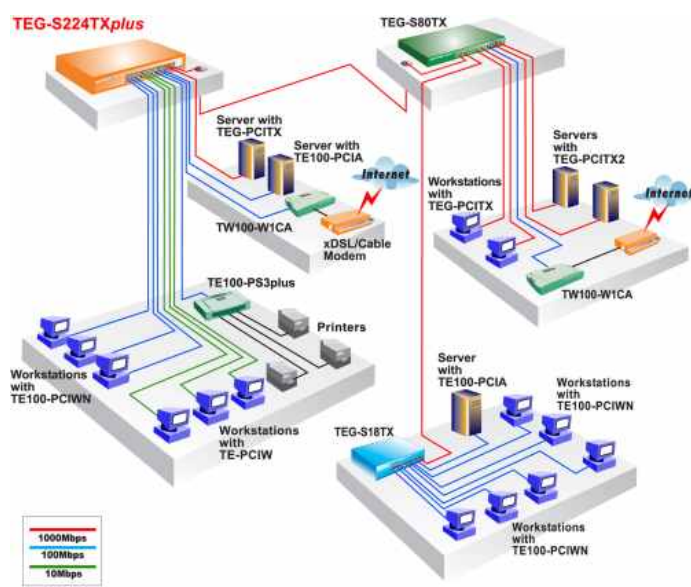 TEG-S224TXplus
TEG-S80TX
Server with
TEG-PCITX
Server with
TE100-PCIA
Internet
TW100-W1CA
xDSL/Cable
Modem
Servers
with
TEG-PCITX2
Workstations
with
TEG-PCITX
Internet
TW100-W1CA
TE100-PS3plus
Printers
Workstations
with
TE100-PCIWN
Workstations
with
TE-PCIW
Server
with
TE100-PCIA
Workstations
with
TE100-PCIWN
TEG-S18TX
Workstations
with
TE100-PCIWN
1000Mbps
100Mbps
10Mbps